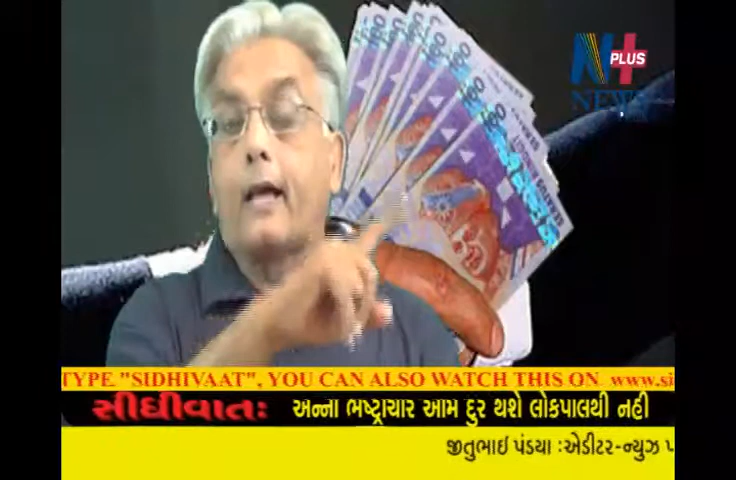 N+ PLUS
NEWS
TYPE "SIDHIVAAT", YOU CAN ALSO WATCH THIS ON. www.si
સીધીવાતઃ અન્ના ભષ્ટ્રાચાર આમ દુર થશે લોકપાલથી નહી
જીતુભાઇ પંડયા :એડીટર-ન્યુઝ પ